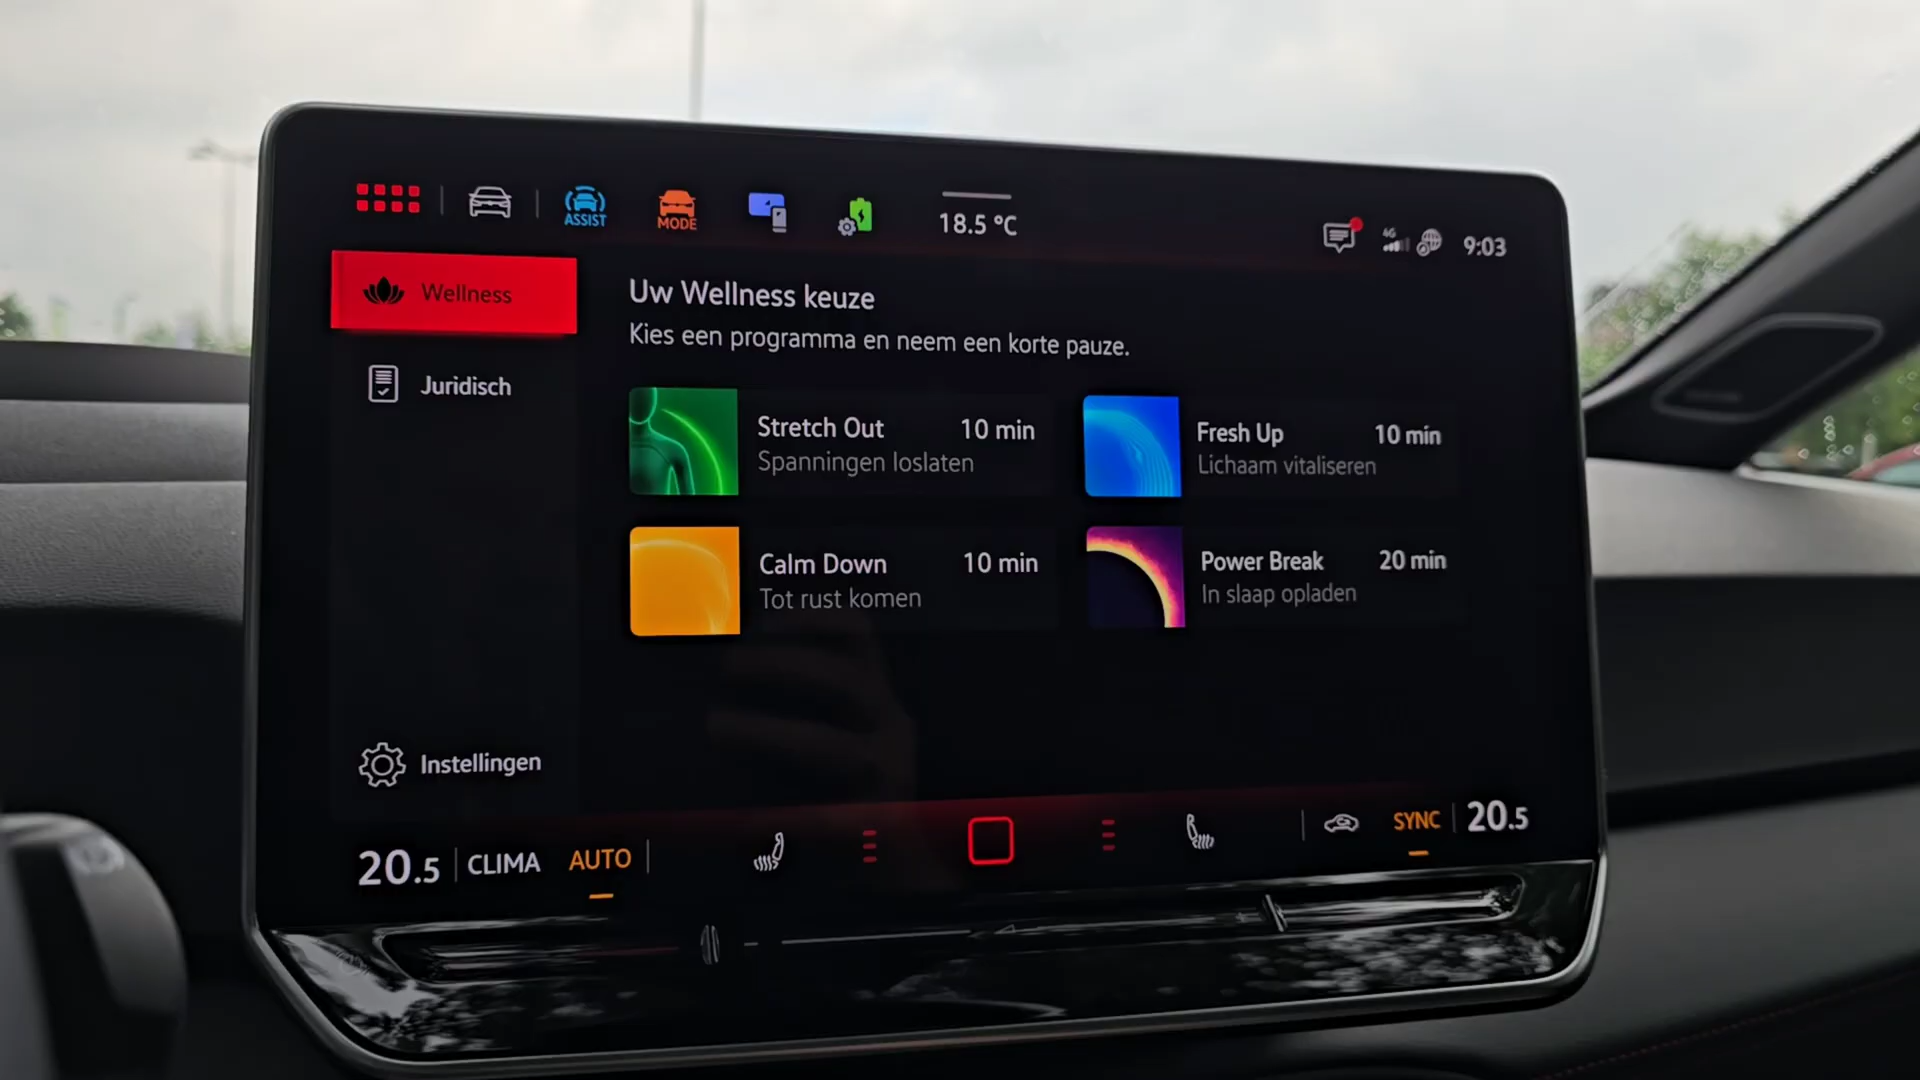 ASSIST
MODE
18.5 °C
4G
9:03
Wellness
Juridisch
Instellingen
Uw Wellness keuze
Kies een programma en neem een korte pauze.
Stretch Out 10 min
Spanningen loslaten
Fresh Up 10 min
Lichaam vitaliseren
Calm Down 10 min
Tot rust komen
Power Break 20 min
In slaap opladen
20.5 CLIMA AUTO
SYNC 20.5